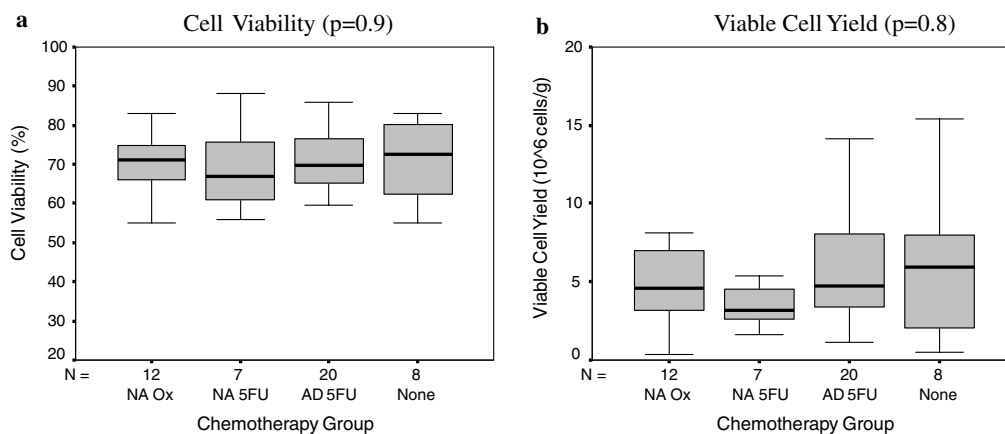 a Cell Viability (p=0.9)
Cell Viability (%)
100
90
80
70
60
50
40
30
20
N = 12 7 20 8
NA Ox NA 5FU AD 5FU None
Chemotherapy Group
b Viable Cell Yield (p=0.8)
Viable Cell Yield (10^6 cells/g)
20
15
10
5
0
N = 12 7 20 8
NA Ox NA 5FU AD 5FU None
Chemotherapy Group